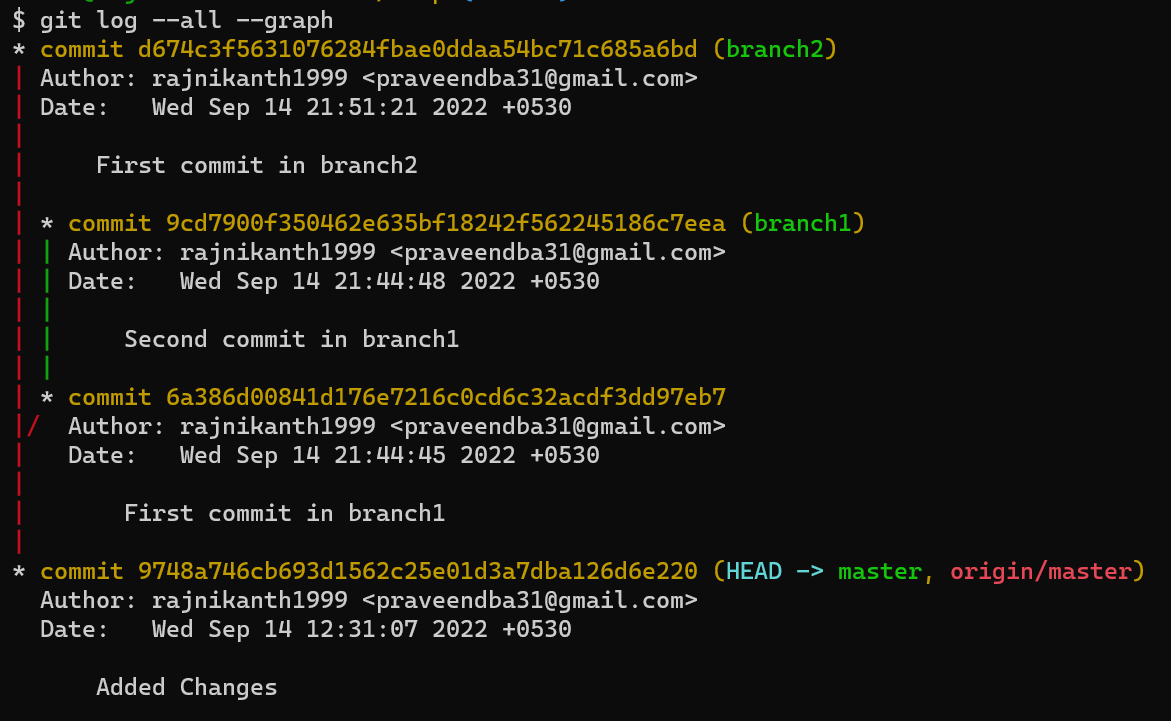 $ git log --all --graph
* commit d674c3f5631076284fbae0ddaa54bc71c685a6bd (branch2)
| Author: rajnikanth1999 <praveendba31@gmail.com>
| Date:   Wed Sep 14 21:51:21 2022 +0530
|
|     First commit in branch2
|
| * commit 9cd7900f350462e635bf18242f562245186c7eea (branch1)
| | Author: rajnikanth1999 <praveendba31@gmail.com>
| | Date:   Wed Sep 14 21:44:48 2022 +0530
| |
| |     Second commit in branch1
| |
| * commit 6a386d00841d176e7216c0cd6c32acdf3dd97eb7
|/  Author: rajnikanth1999 <praveendba31@gmail.com>
|   Date:   Wed Sep 14 21:44:45 2022 +0530
|
|       First commit in branch1
|
* commit 9748a746cb693d1562c25e01d3a7dba126d6e220 (HEAD -> master, origin/master)
  Author: rajnikanth1999 <praveendba31@gmail.com>
  Date:   Wed Sep 14 12:31:07 2022 +0530

      Added Changes